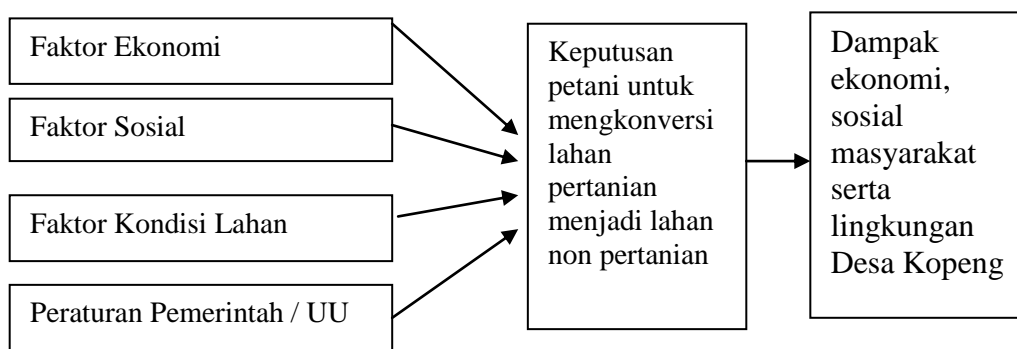 Faktor Ekonomi
Faktor Sosial
Faktor Kondisi Lahan
Peraturan Pemerintah / UU
Keputusan
petani untuk
mengkonversi
lahan
pertanian
menjadi lahan
non pertanian
Dampak
ekonomi,
sosial
masyarakat
serta
lingkungan
Desa Kopeng